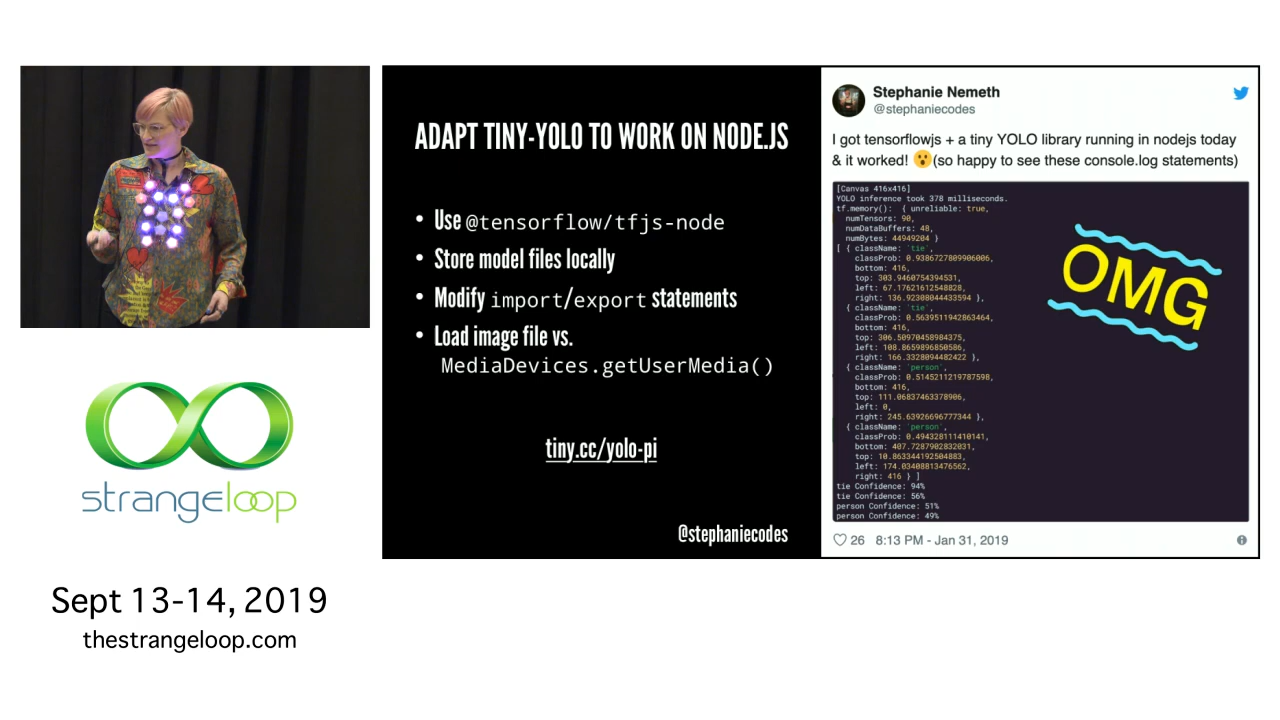 ADAPT TINY-YOLO TO WORK ON NODE.JS
• Use @tensorflow/tfjs-node
• Store model files locally
• Modify import/export statements
• Load image file vs.
MediaDevices.getUserMedia()
tiny.cc/yolo-pi
@stephaniecodes
Stephanie Nemeth
@stephaniecodes
I got tensorflowjs + a tiny YOLO library running in nodejs today
& it worked! 😮(so happy to see these console.log statements)
[Canvas 416x416]
YOLO inference took 378 milliseconds.
tf.memory(): { unreliable: true,
numTensors: 90,
numDataBuffers: 48,
numBytes: 44949204 }
[ { className: 'tie',
classProb: 0.9386727809906006,
bottom: 416,
top: 303.9460754394531,
left: 67.17621612548828,
right: 136.92308044433594 },
{ className: 'tie',
classProb: 0.5639511942863464,
bottom: 416,
top: 306.50970458984375,
left: 108.8659896850586,
right: 166.3328094482422 },
{ className: 'person',
classProb: 0.5145211219787598,
bottom: 416,
top: 111.06837463378906,
left: 0,
right: 245.63926696777344 },
{ className: 'person',
classProb: 0.494328111410141,
bottom: 407.7287902832031,
top: 10.863344192504883,
left: 174.03408813476562,
right: 416 } ]
tie Confidence: 94%
tie Confidence: 56%
person Confidence: 51%
person Confidence: 49%
OMG
26 8:13 PM - Jan 31, 2019
strangeloop
Sept 13-14, 2019
thestrangeloop.com